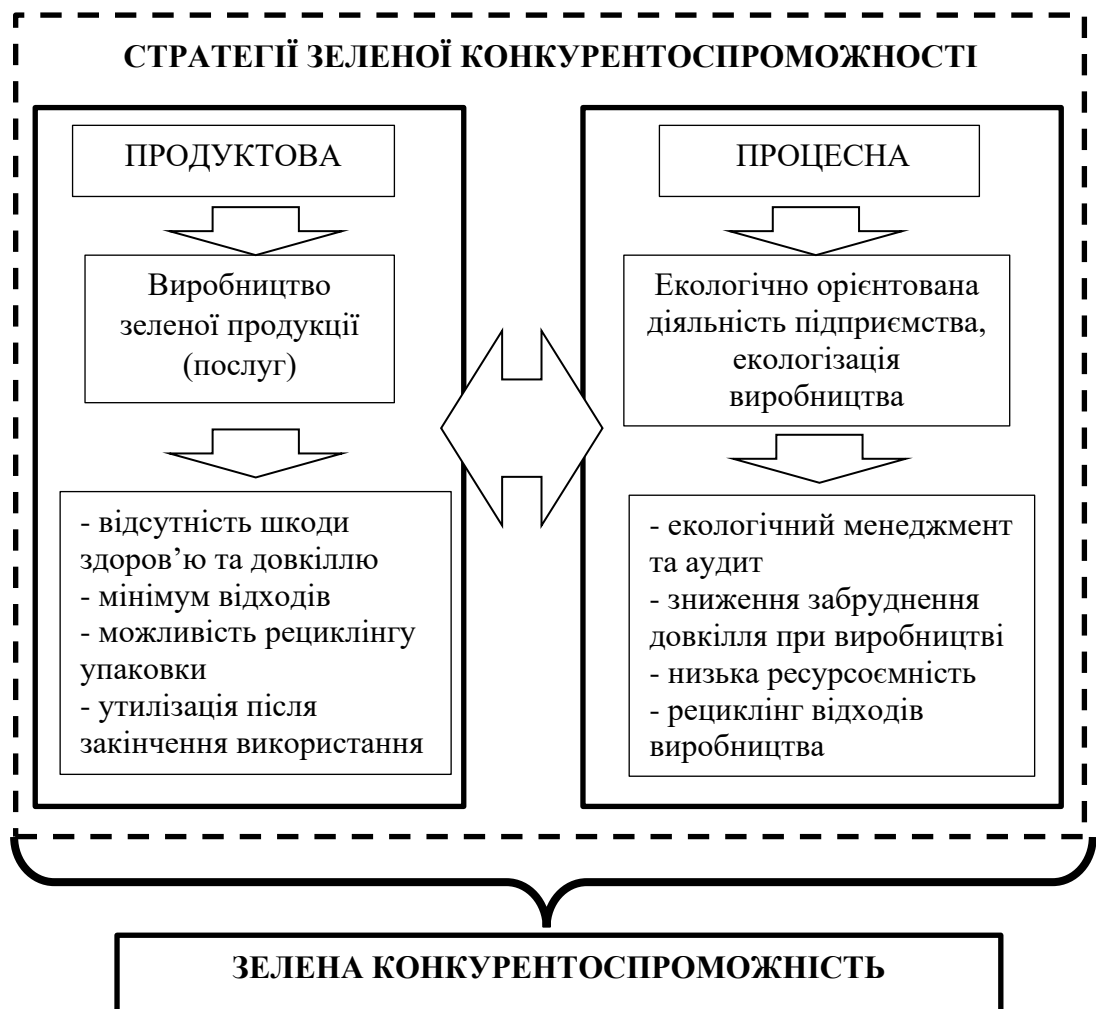 СТРАТЕГІЇ ЗЕЛЕНОЇ КОНКУРЕНТОСПРОМОЖНОСТІ
ПРОДУКТОВА
Виробництво
зеленої продукції
(послуг)
- відсутність шкоди
здоров’ю та довкіллю
- мінімум відходів
- можливість рециклінгу
упаковки
- утилізація після
закінчення використання
ПРОЦЕСНА
Екологічно орієнтована
діяльність підприємства,
екологізація
виробництва
- екологічний менеджмент
та аудит
- зниження забруднення
довкілля при виробництві
- низька ресурсоємність
- рециклінг відходів
виробництва
ЗЕЛЕНА КОНКУРЕНТОСПРОМОЖНІСТЬ